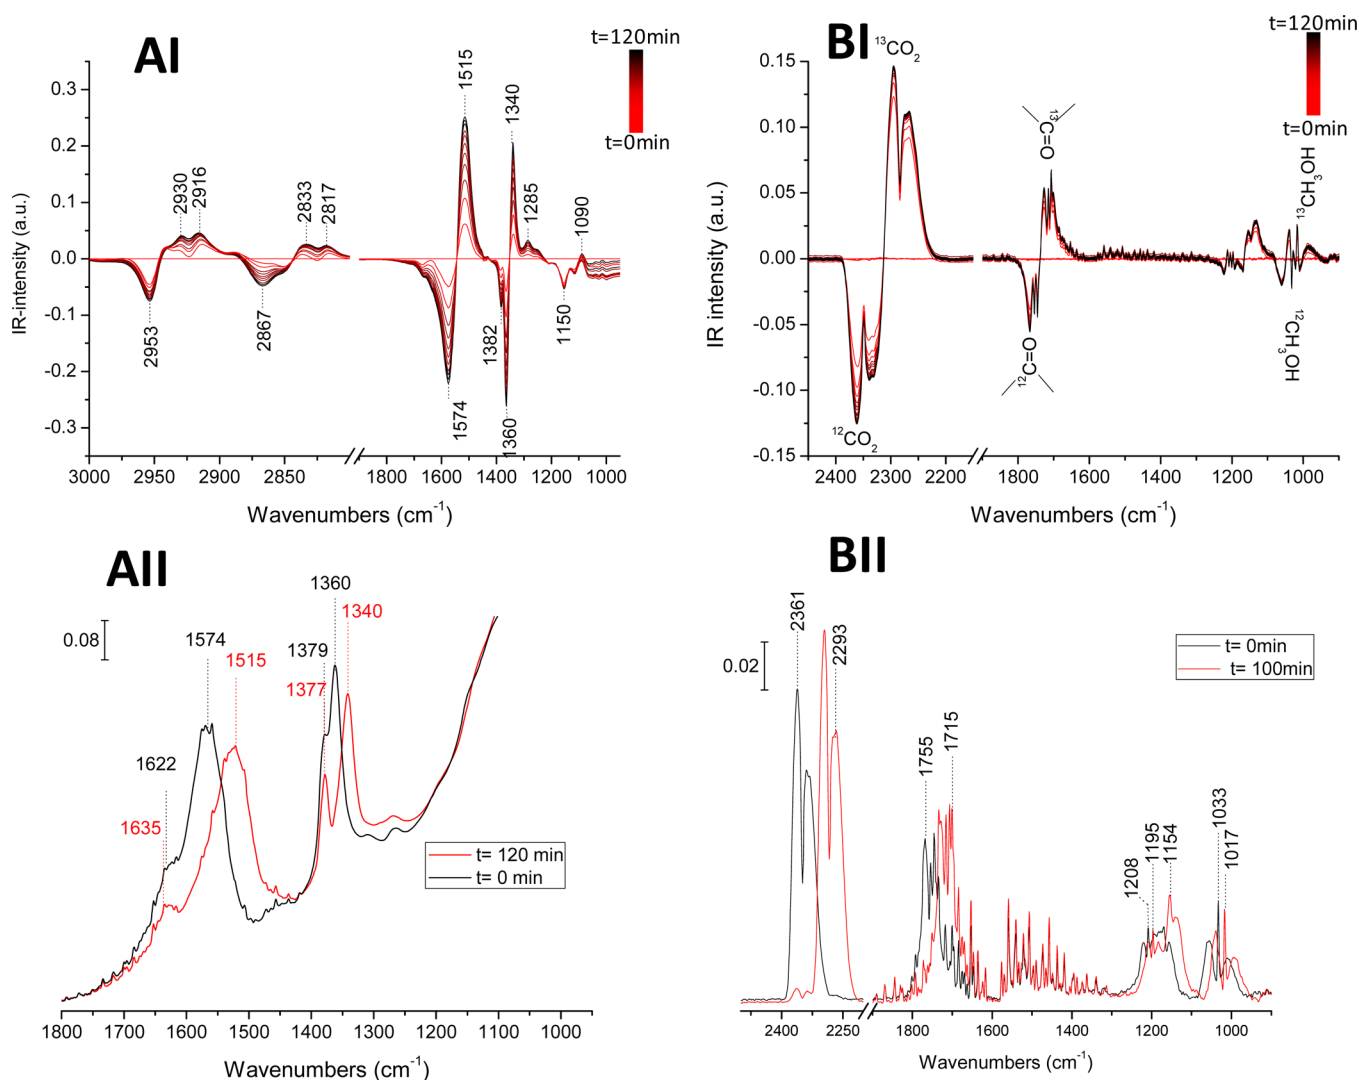 AI
t=120min
t=0min
IR-intensity (a.u.)
0.3
0.2
0.1
0.0
-0.1
-0.2
-0.3
2930
2916
2833
2817
1515
1340
1285
1090
2953
2867
1574
1382
1360
1150
3000 2950 2900 2850 1800 1600 1400 1200 1000
Wavenumbers (cm⁻¹)
BI
t=120min
t=0min
IR intensity (a.u.)
0.15
0.10
0.05
0.00
-0.05
-0.10
-0.15
¹³CO₂
¹³C=O
¹³CH₃OH
¹²CO₂
¹²C=O
¹²CH₃OH
2400 2300 2200 1800 1600 1400 1200 1000
Wavenumbers (cm⁻¹)
AII
0.08
1574
1515
1360
1340
1379
1377
1622
1635
t= 120 min
t= 0 min
1800 1700 1600 1500 1400 1300 1200 1100
Wavenumbers (cm⁻¹)
BII
0.02
2361
2293
1755
1715
1208
1195
1154
1033
1017
t= 0min
t= 100min
2400 2250 1800 1600 1400 1200 1000
Wavenumbers (cm⁻¹)